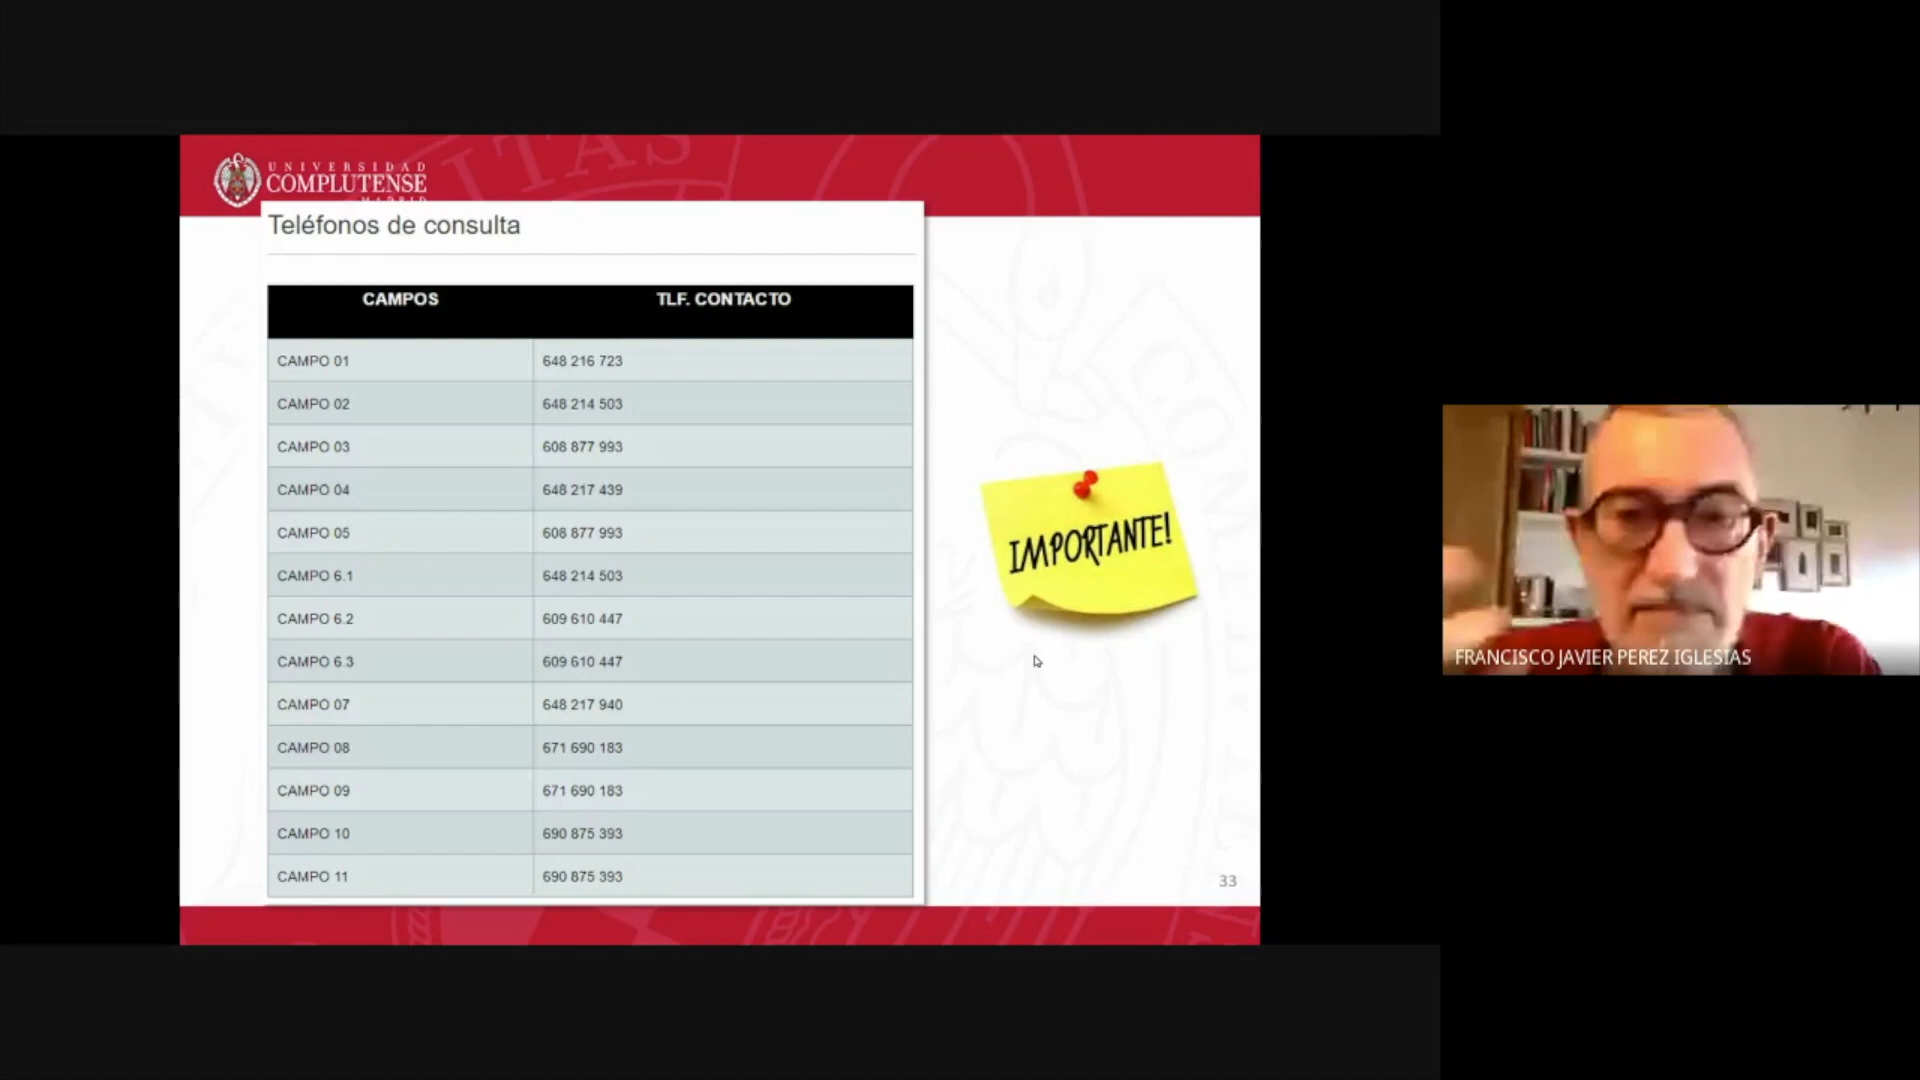 UNIVERSIDAD
COMPLUTENSE
MADRID
Teléfonos de consulta
CAMPOS TLF. CONTACTO
CAMPO 01 648 216 723
CAMPO 02 648 214 503
CAMPO 03 608 877 993
CAMPO 04 648 217 439
CAMPO 05 608 877 993
CAMPO 6.1 648 214 503
CAMPO 6.2 609 610 447
CAMPO 6.3 609 610 447
CAMPO 07 648 217 940
CAMPO 08 671 690 183
CAMPO 09 671 690 183
CAMPO 10 690 875 393
CAMPO 11 690 875 393
IMPORTANTE!
33
FRANCISCO JAVIER PEREZ IGLESIAS